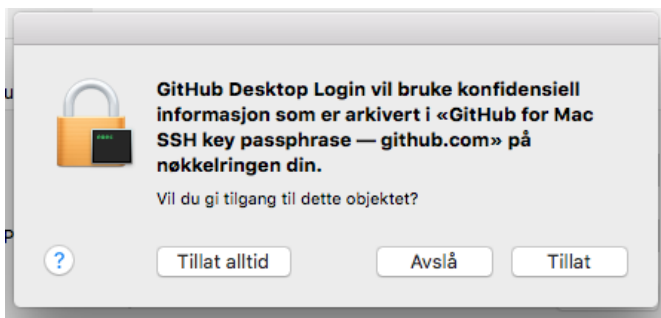 GitHub Desktop Login vil bruke konfidensiell
informasjon som er arkivert i «GitHub for Mac
SSH key passphrase — github.com» på
nøkkelringen din.
Vil du gi tilgang til dette objektet?
?
Tillat alltid
Avslå
Tillat